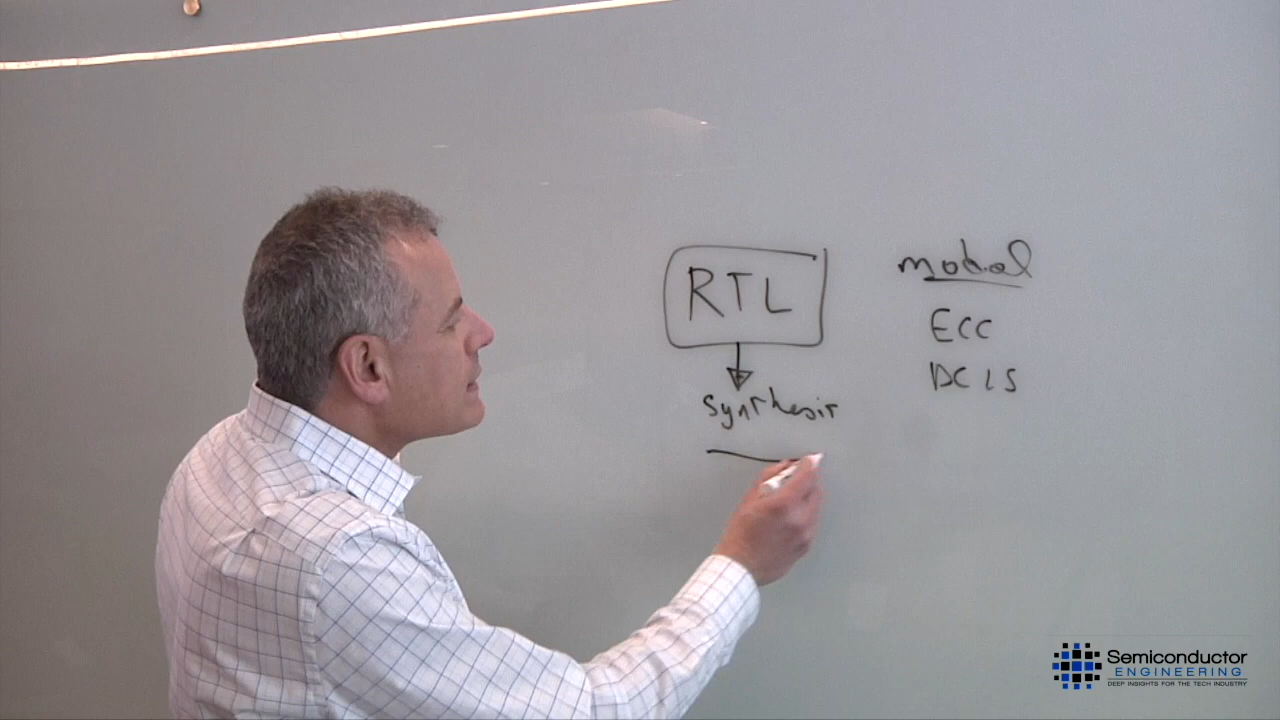 RTL
synthesis
model
ECC
DCLS
Semiconductor
ENGINEERING
DEEP INSIGHTS FOR THE TECH INDUSTRY